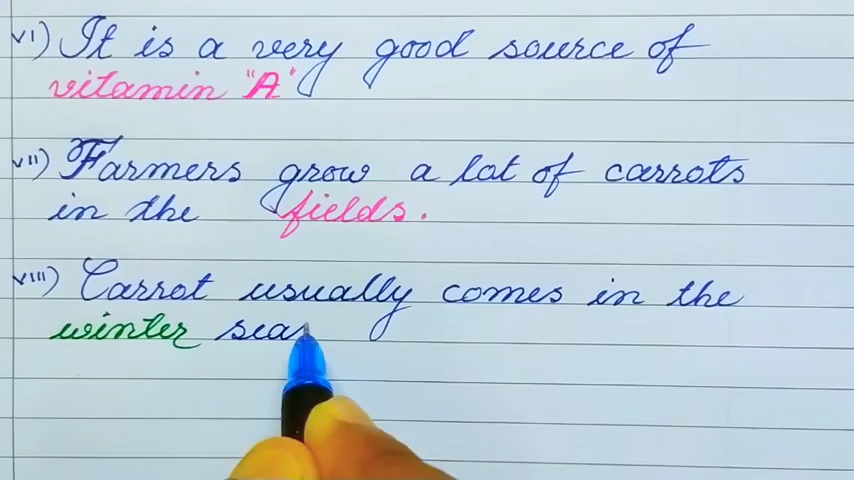 VI) It is a very good source of
vitamin "A"
VII) Farmers grow a lot of carrots
in the fields.
VIII) Carrot usually comes in the
winter seas